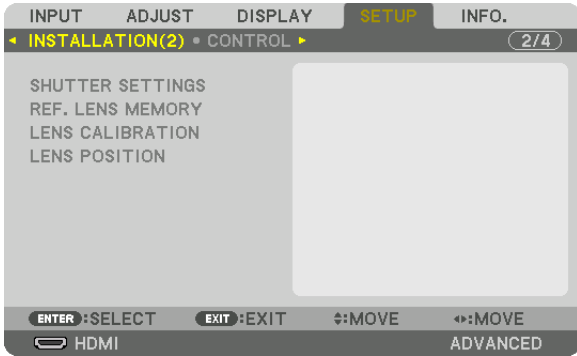 INPUT ADJUST DISPLAY SETUP INFO.
INSTALLATION(2) • CONTROL 2/4
SHUTTER SETTINGS
REF. LENS MEMORY
LENS CALIBRATION
LENS POSITION
ENTER :SELECT EXIT :EXIT :MOVE :MOVE
HDMI ADVANCED